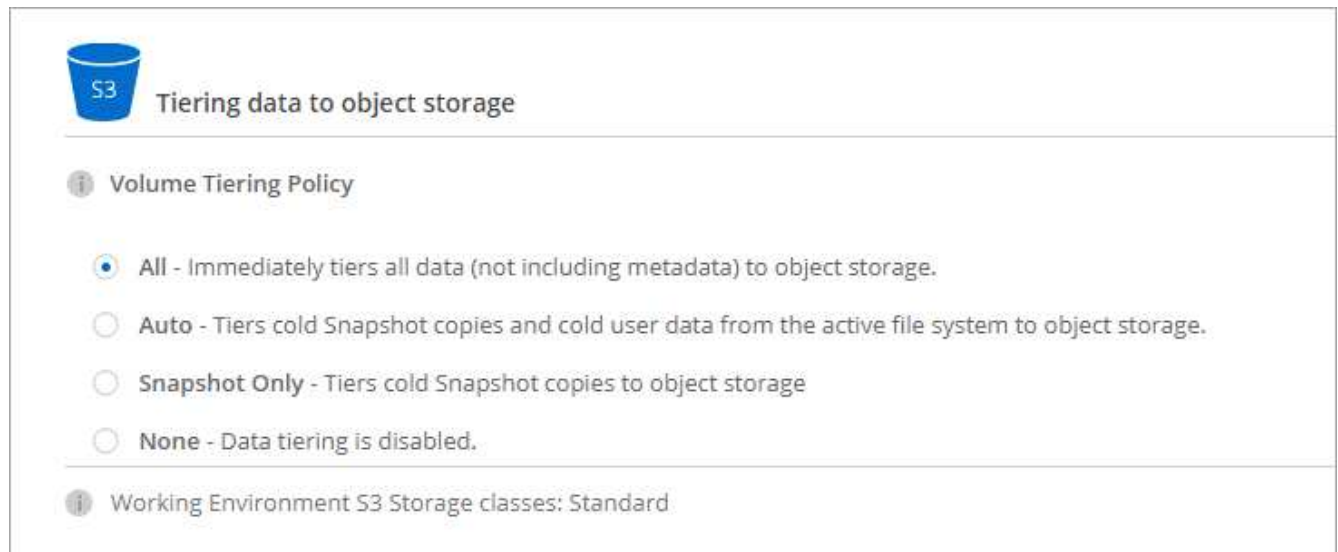 S3
Tiering data to object storage
Volume Tiering Policy
All - Immediately tiers all data (not including metadata) to object storage.
Auto - Tiers cold Snapshot copies and cold user data from the active file system to object storage.
Snapshot Only - Tiers cold Snapshot copies to object storage
None - Data tiering is disabled.
Working Environment S3 Storage classes: Standard